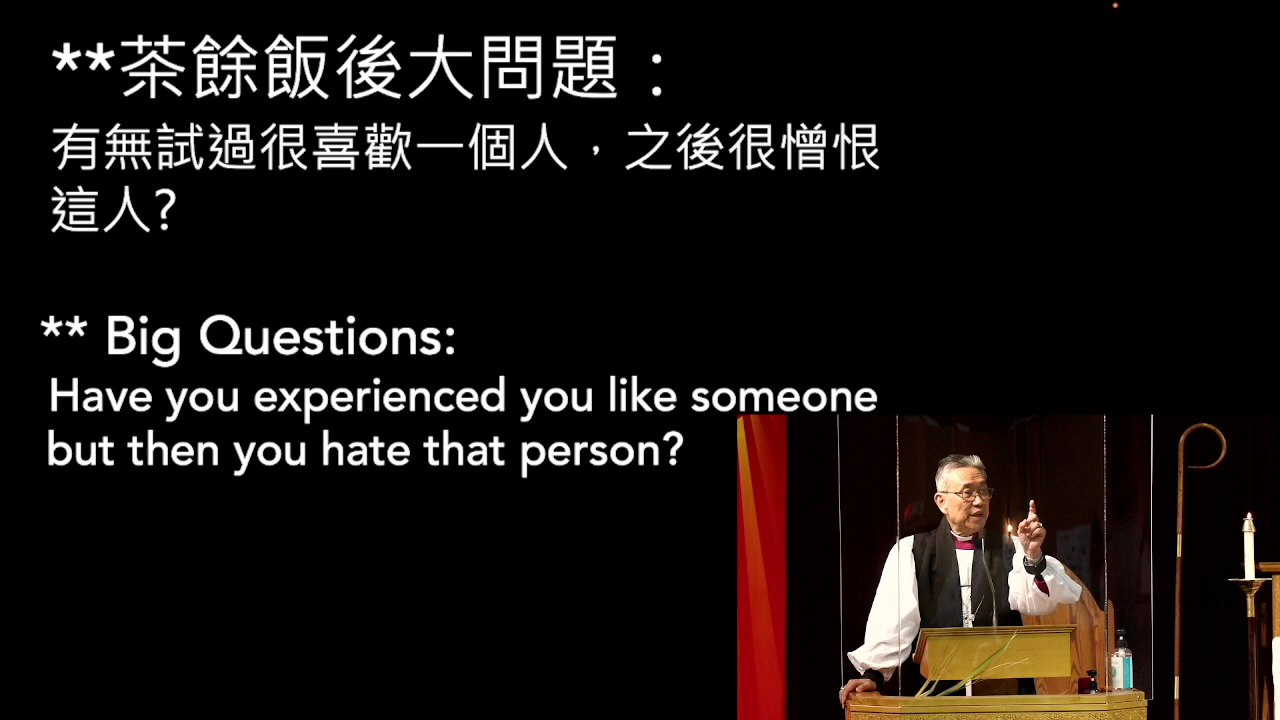 **茶餘飯後大問題：
有無試過很喜歡一個人，之後很憎恨
這人?
** Big Questions:
Have you experienced you like someone
but then you hate that person?